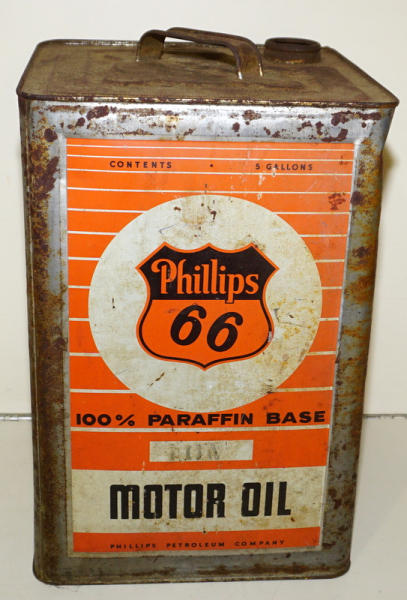 CONTENTS • 5 GALLONS
Phillips
66
100% PARAFFIN BASE
MOTOR OIL
PHILLIPS PETROLEUM COMPANY